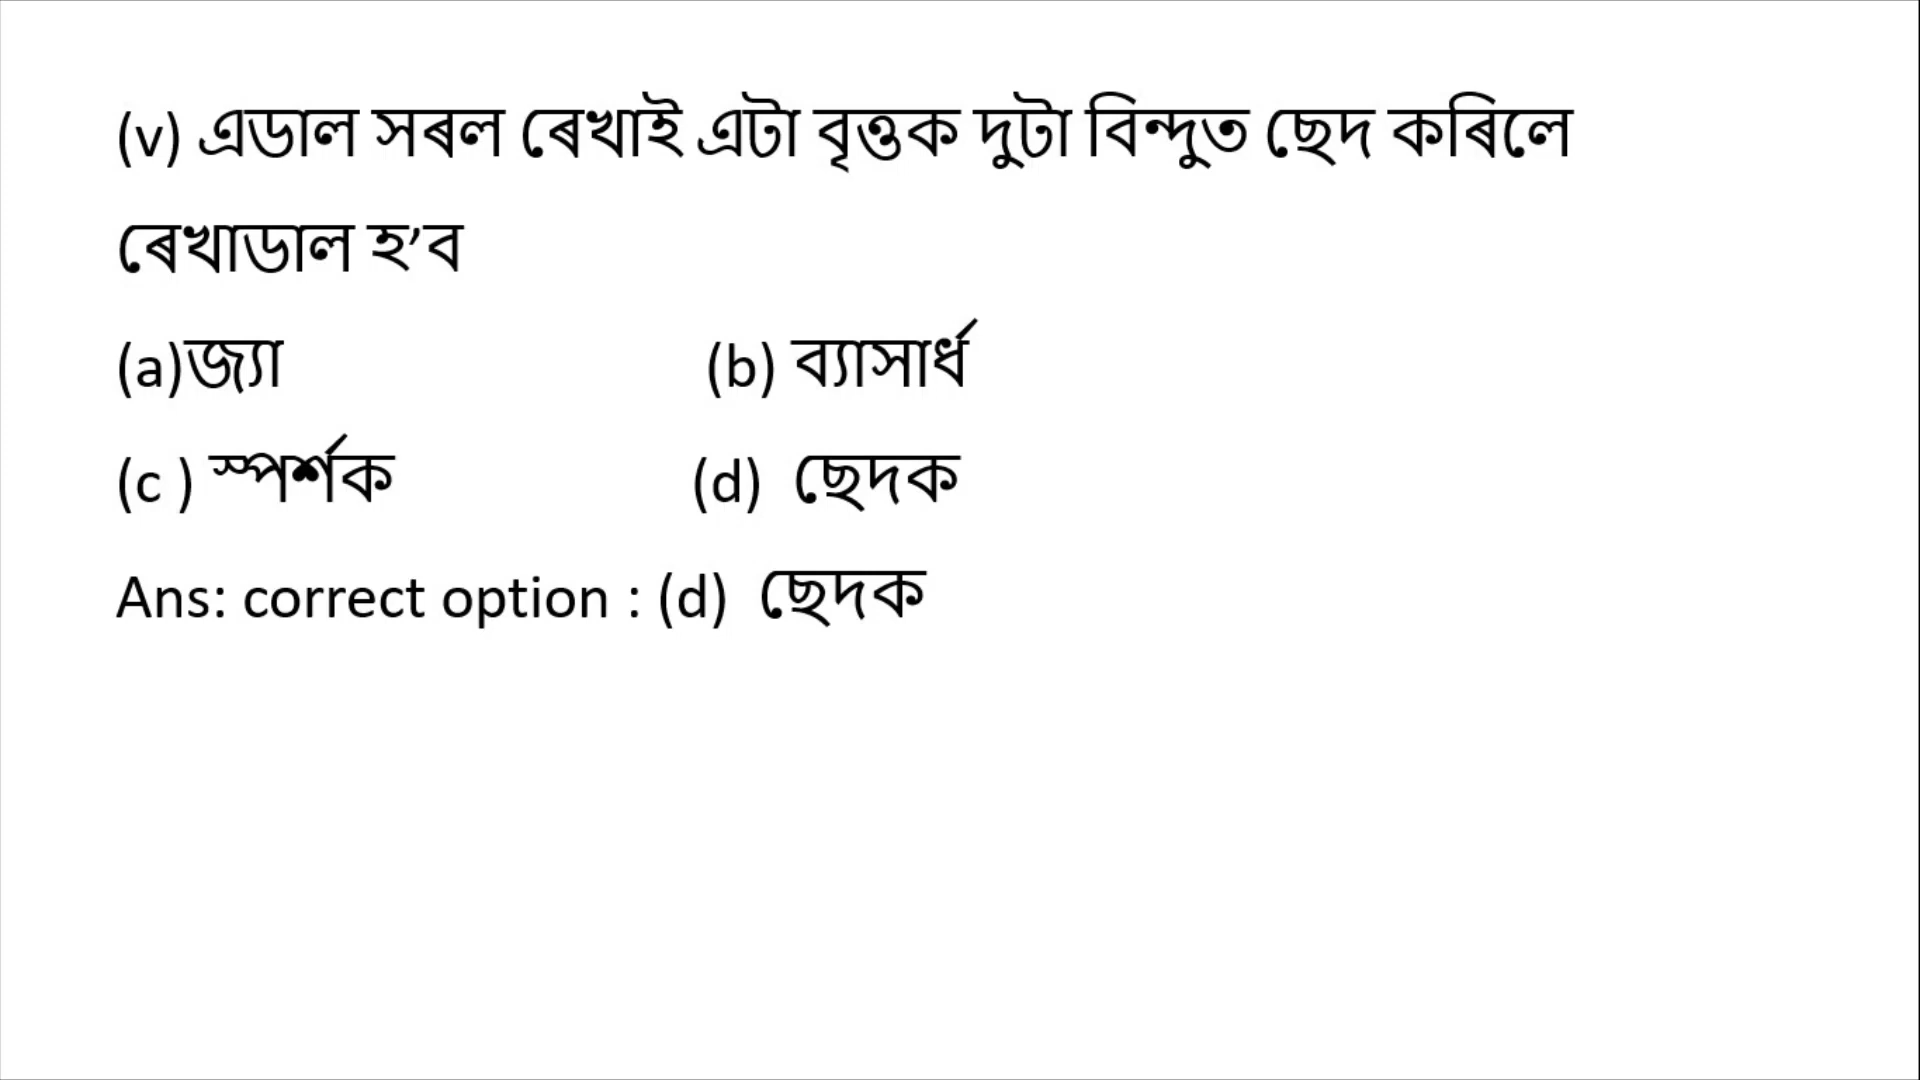 (v) এডাল সৰল ৰেখাই এটা বৃত্তক দুটা বিন্দুত ছেদ কৰিলে
ৰেখাডাল হ’ব
(a)জ্যা (b) ব্যাসাৰ্ধ
(c ) স্পৰ্শক (d) ছেদক
Ans: correct option : (d) ছেদক